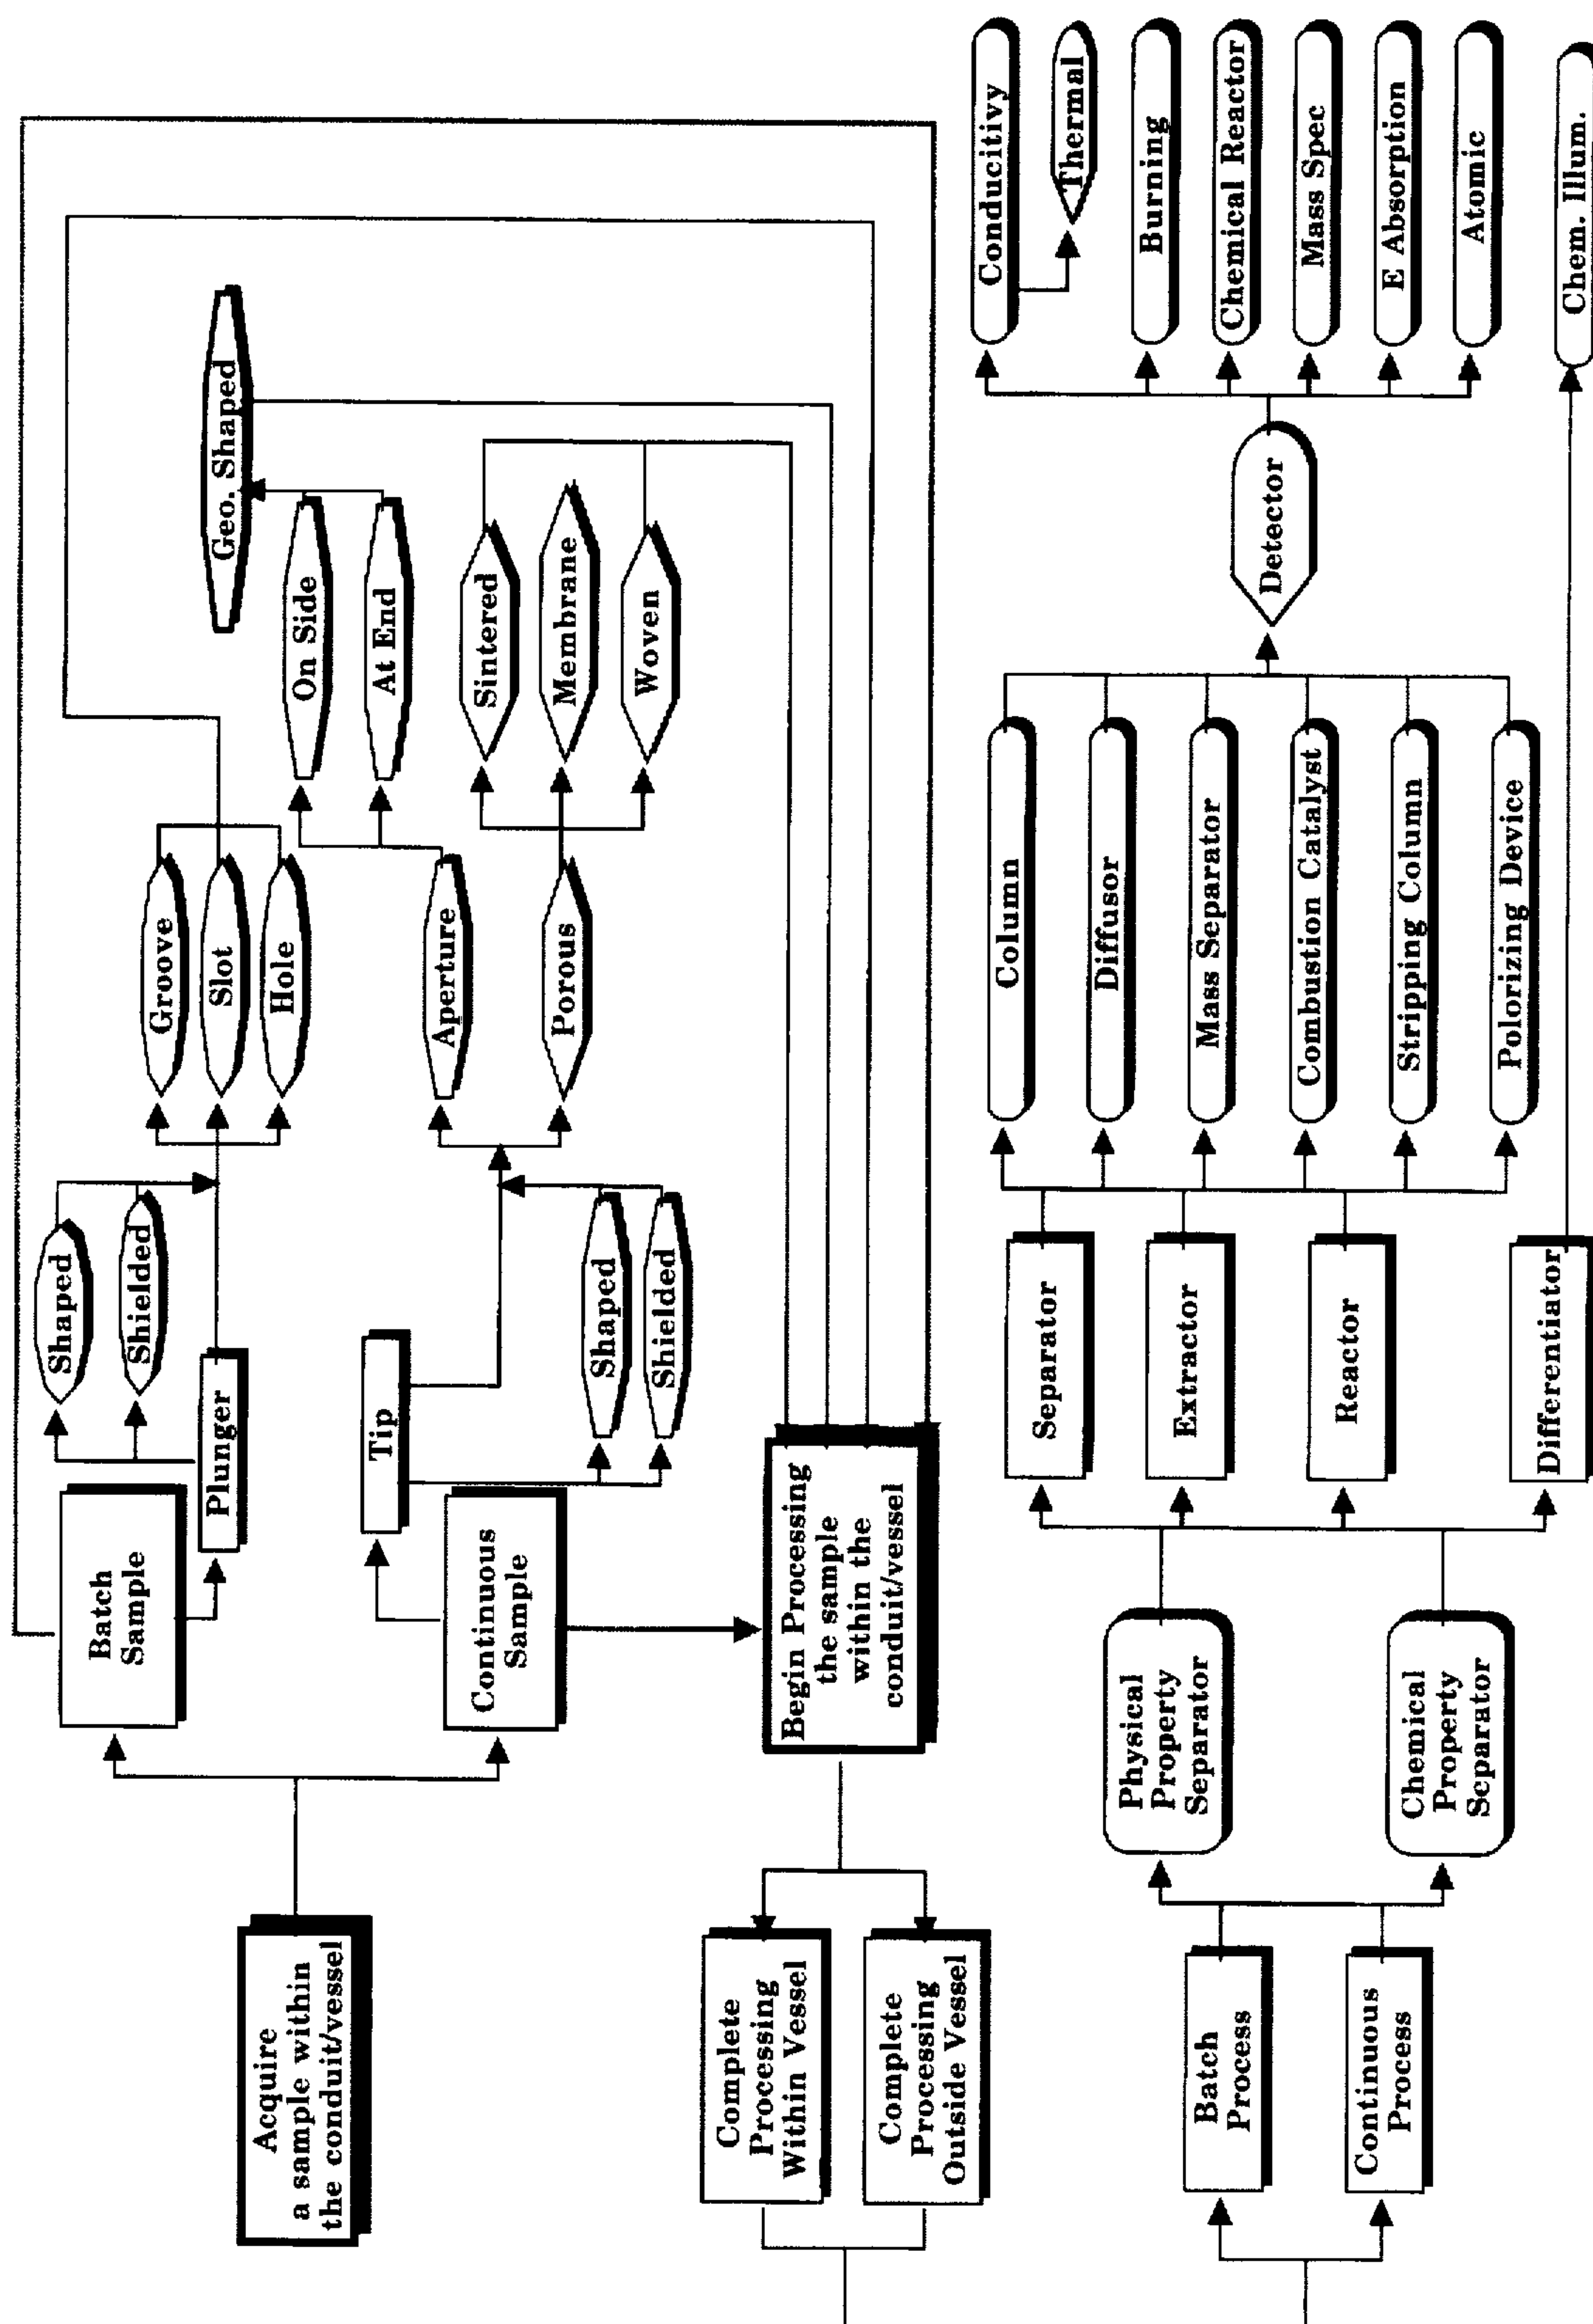 Acquire
a sample within
the conduit/vessel
Batch
Sample
Plunger
Shaped
Shielded
Groove
Slot
Hole
Continuous
Sample
Tip
Shaped
Shielded
Aperture
Porous
On Side
At End
Geo. Shaped
Sintered
Membrane
Woven
Begin Processing
the sample
within the
conduit/vessel
Complete
Processing
Within Vessel
Complete
Processing
Outside Vessel
Batch
Process
Continuous
Process
Physical
Property
Separator
Chemical
Property
Separator
Separator
Extractor
Reactor
Differentiator
Column
Diffusor
Mass Separator
Combustion Catalyst
Stripping Column
Polorizing Device
Detector
Conducitivy
Thermal
Burning
Chemical Reactor
Mass Spec
E Absorption
Atomic
Chem. Illum.